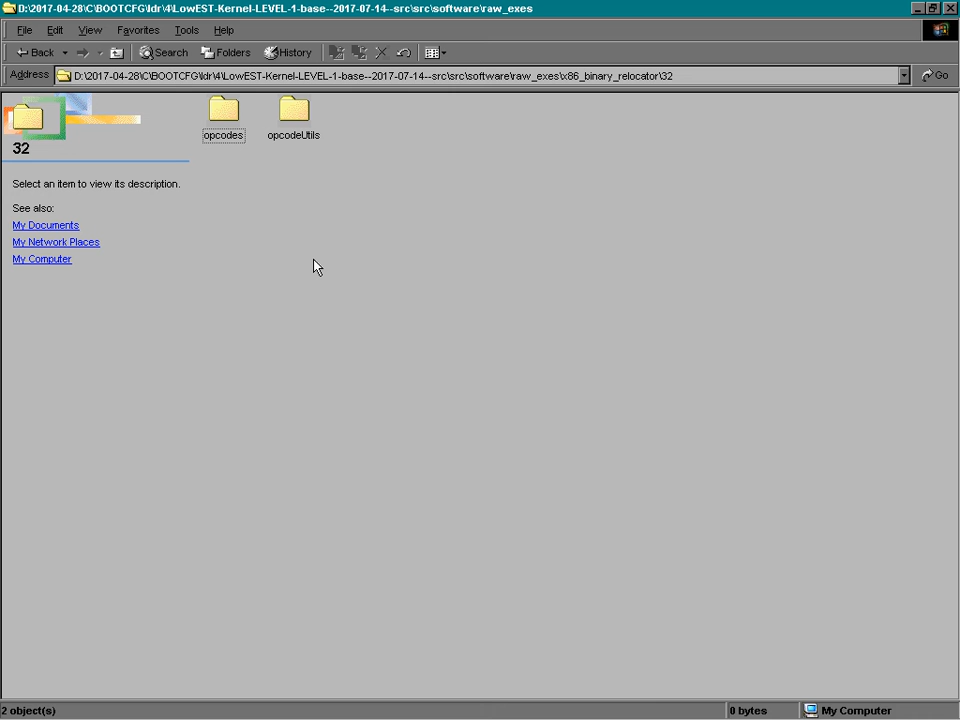 D:\2017-04-28\C\BOOTCFG\ldr\4\LowEST-Kernel-LEVEL-1-base--2017-07-14--src\src\software\raw_exes
File Edit View Favorites Tools Help
Back Search Folders History
Address D:\2017-04-28\C\BOOTCFG\ldr\4\LowEST-Kernel-LEVEL-1-base--2017-07-14--src\src\software\raw_exes\x86_binary_relocator\32 Go
opcodes opcodeUtils
32
Select an item to view its description.
See also:
My Documents
My Network Places
My Computer
2 object(s) 0 bytes My Computer